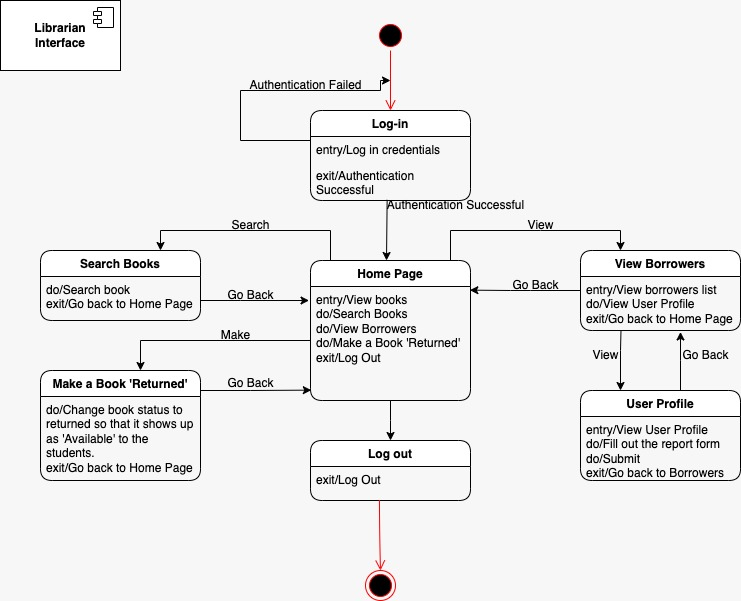 Librarian
Interface
Authentication Failed
Log-in
entry/Log in credentials
exit/Authentication
Successful
Authentication Successful
Search
View
Search Books
do/Search book
exit/Go back to Home Page
Go Back
Home Page
entry/View books
do/Search Books
do/View Borrowers
do/Make a Book 'Returned'
exit/Log Out
Go Back
View Borrowers
entry/View borrowers list
do/View User Profile
exit/Go back to Home Page
Make
View
Go Back
Make a Book 'Returned'
do/Change book status to
returned so that it shows up
as 'Available' to the
students.
exit/Go back to Home Page
Go Back
User Profile
entry/View User Profile
do/Fill out the report form
do/Submit
exit/Go back to Borrowers
Log out
exit/Log Out